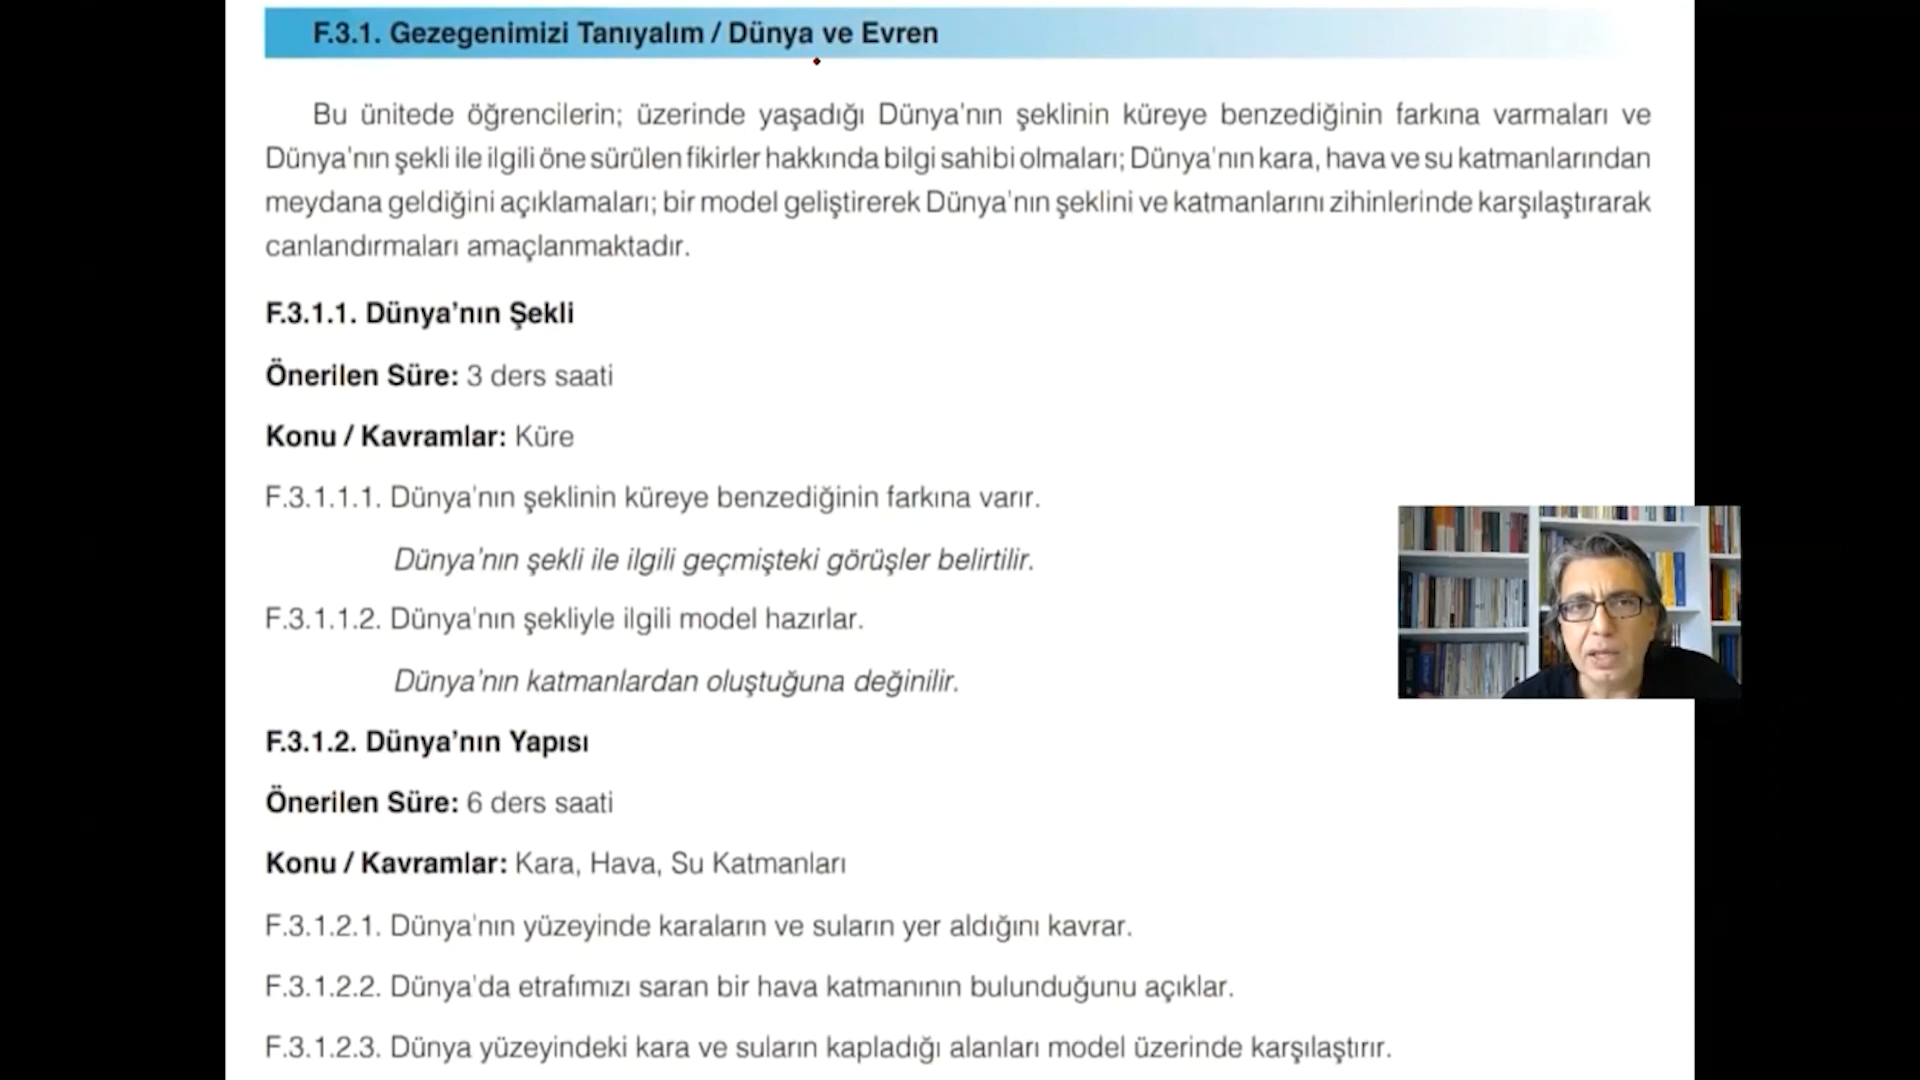 F.3.1. Gezegenimizi Tanıyalım / Dünya ve Evren
Bu ünitede öğrencilerin; üzerinde yaşadığı Dünya'nın şeklinin küreye benzediğinin farkına varmaları ve
Dünya'nın şekli ile ilgili öne sürülen fikirler hakkında bilgi sahibi olmaları; Dünya'nın kara, hava ve su katmanlarından
meydana geldiğini açıklamaları; bir model geliştirerek Dünya'nın şeklini ve katmanlarını zihinlerinde karşılaştırarak
canlandırmaları amaçlanmaktadır.
F.3.1.1. Dünya'nın Şekli
Önerilen Süre: 3 ders saati
Konu / Kavramlar: Küre
F.3.1.1.1. Dünya'nın şeklinin küreye benzediğinin farkına varır.
Dünya'nın şekli ile ilgili geçmişteki görüşler belirtilir.
F.3.1.1.2. Dünya'nın şekliyle ilgili model hazırlar.
Dünya'nın katmanlardan oluştuğuna değinilir.
F.3.1.2. Dünya'nın Yapısı
Önerilen Süre: 6 ders saati
Konu / Kavramlar: Kara, Hava, Su Katmanları
F.3.1.2.1. Dünya'nın yüzeyinde karaların ve suların yer aldığını kavrar.
F.3.1.2.2. Dünya'da etrafımızı saran bir hava katmanının bulunduğunu açıklar.
F.3.1.2.3. Dünya yüzeyindeki kara ve suların kapladığı alanları model üzerinde karşılaştırır.